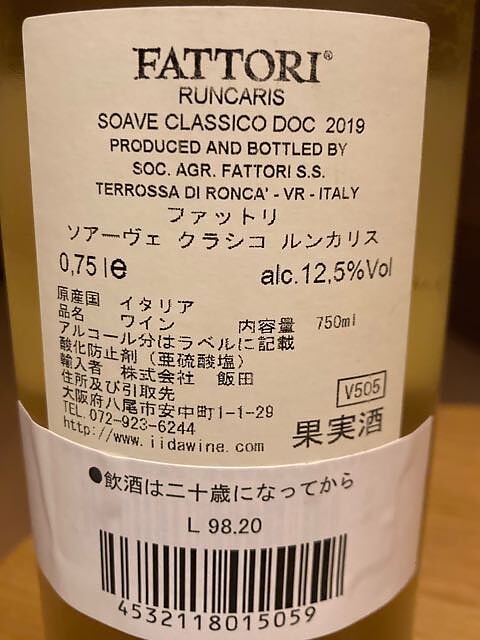 FATTORI®
RUNCARIS
SOAVE CLASSICO DOC 2019
PRODUCED AND BOTTLED BY
SOC. AGR. FATTORI S.S.
TERROSSA DI RONCA' - VR - ITALY
ファットリ
ソアーヴェ クラシコ ルンカリス
0,75 l e alc.12,5%Vol
原産国 イタリア
品名 ワイン 内容量 750ml
アルコール分はラベルに記載
酸化防止剤（亜硫酸塩）
輸入者 株式会社 飯田
住所及び引取先
大阪府八尾市安中町1-1-29
TEL.072-923-6244
http://www.iidawine.com
V505
果実酒
●飲酒は二十歳になってから
L 98.20
4532118015059